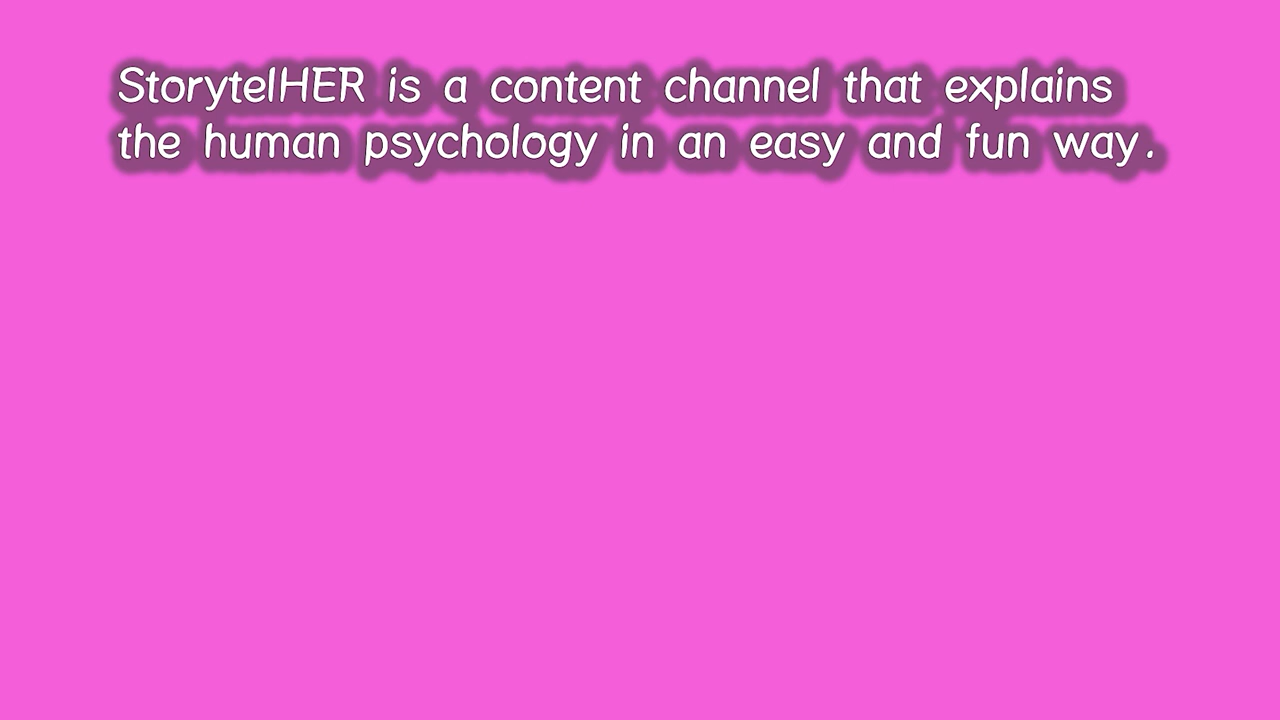 StorytelHER is a content channel that explains
the human psychology in an easy and fun way.